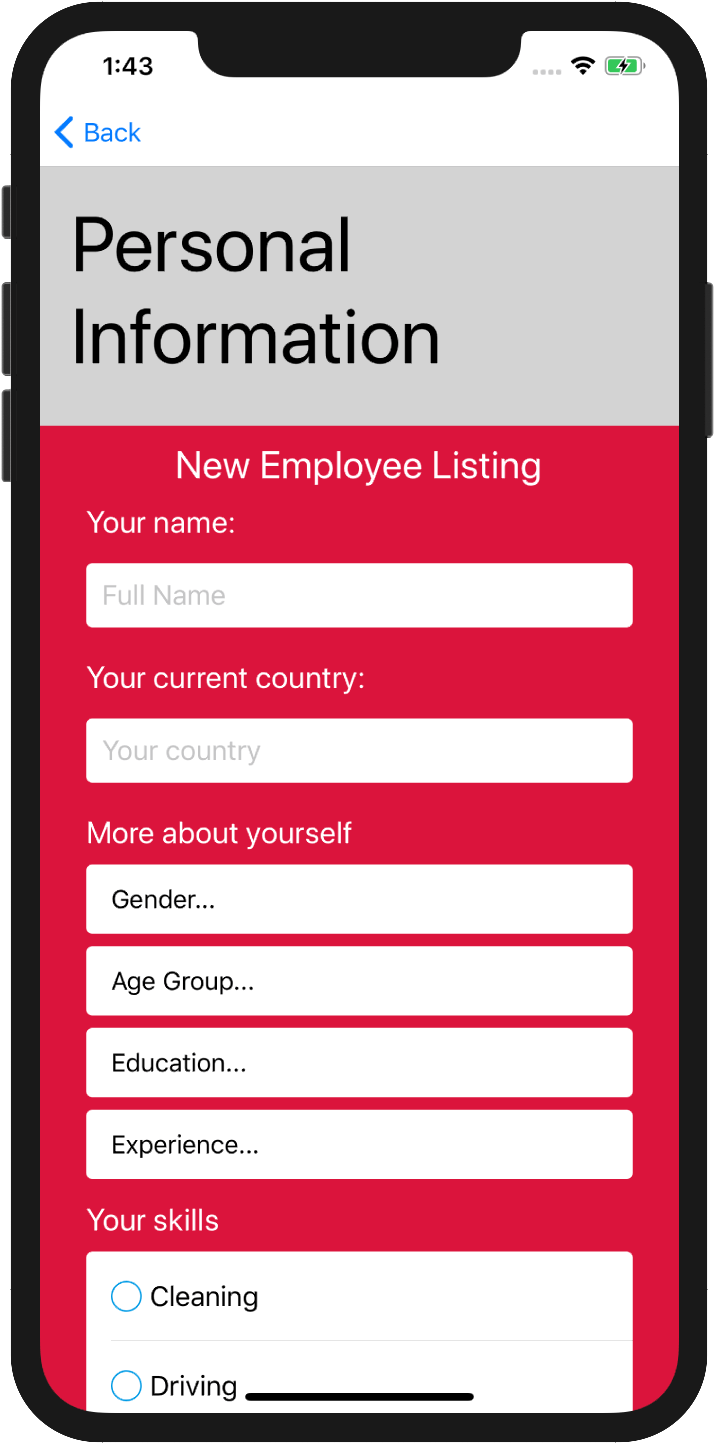 1:43
Back
Personal
Information
New Employee Listing
Your name:
Full Name
Your current country:
Your country
More about yourself
Gender...
Age Group...
Education...
Experience...
Your skills
Cleaning
Driving